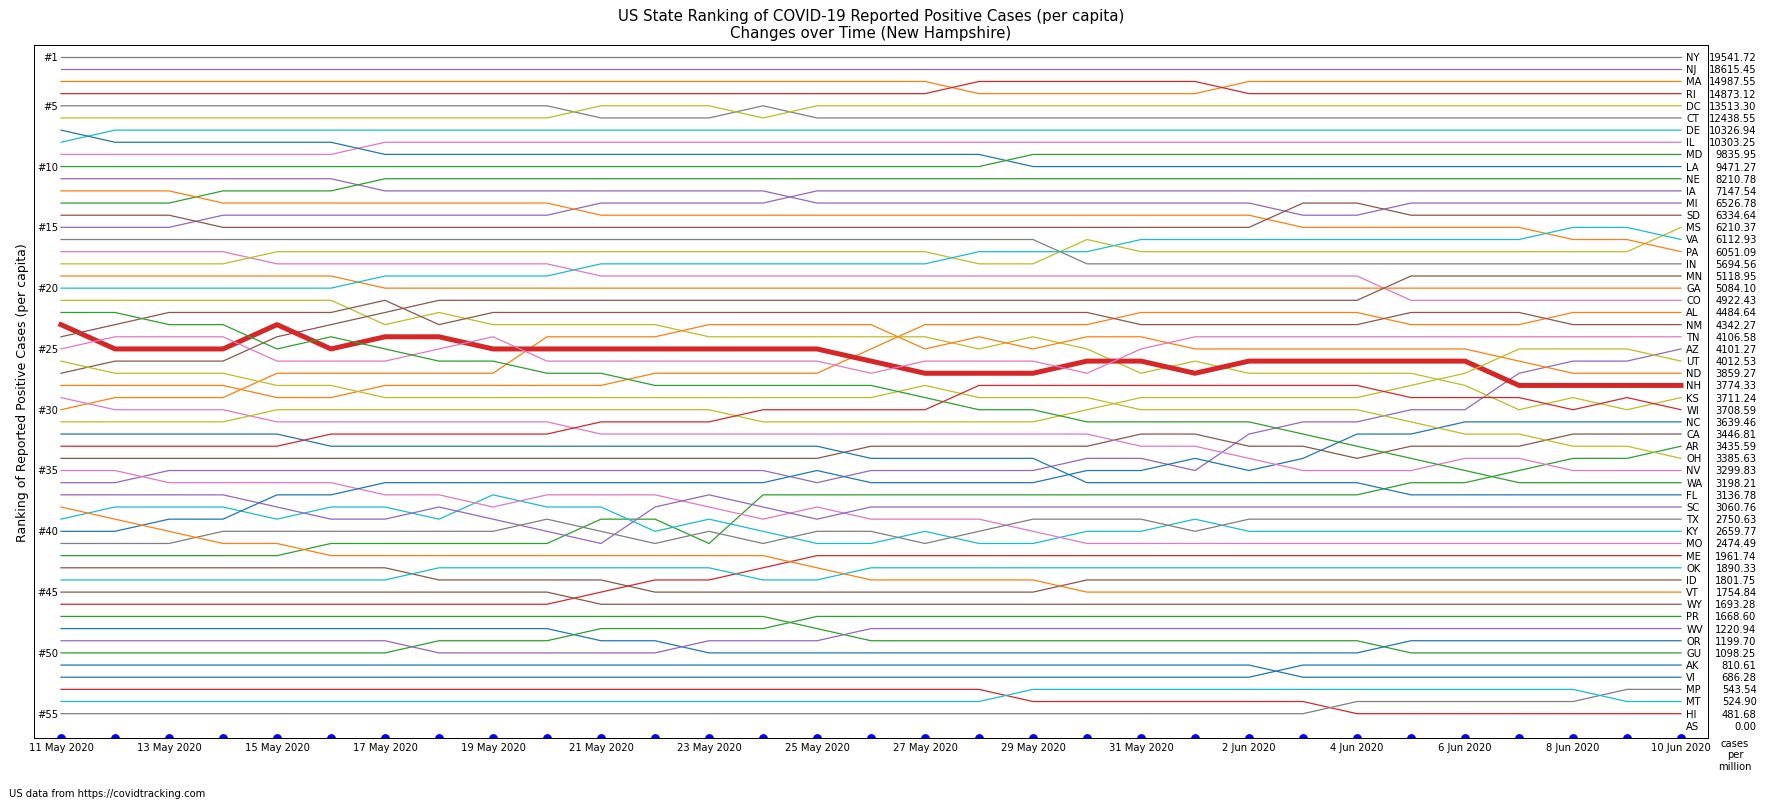 US State Ranking of COVID-19 Reported Positive Cases (per capita)
Changes over Time (New Hampshire)
Ranking of Reported Positive Cases (per capita)
#1
#5
#10
#15
#20
#25
#30
#35
#40
#45
#50
#55
NY 19541.72
NJ 18615.45
MA 14987.55
RI 14873.12
DC 13513.30
CT 12438.55
DE 10326.94
IL 10303.25
MD 9835.95
LA 9471.27
NE 8210.78
IA 7147.54
MI 6526.78
SD 6334.64
MS 6210.37
VA 6112.93
PA 6051.09
IN 5694.56
MN 5118.95
GA 5084.10
CO 4922.43
AL 4484.64
NM 4342.27
TN 4106.58
AZ 4101.27
UT 4012.53
ND 3859.27
NH 3774.33
KS 3711.24
WI 3708.59
NC 3639.46
CA 3446.81
AR 3435.59
OH 3385.63
NV 3299.83
WA 3198.21
FL 3136.78
SC 3060.76
TX 2750.63
KY 2659.77
MO 2474.49
ME 1961.74
OK 1890.33
ID 1801.75
VT 1754.84
WY 1693.28
PR 1668.60
WV 1220.94
OR 1199.70
GU 1098.25
AK 810.61
VI 686.28
MP 543.54
MT 524.90
HI 481.68
AS 0.00
11 May 2020 13 May 2020 15 May 2020 17 May 2020 19 May 2020 21 May 2020 23 May 2020 25 May 2020 27 May 2020 29 May 2020 31 May 2020 2 Jun 2020 4 Jun 2020 6 Jun 2020 8 Jun 2020 10 Jun 2020
cases
per
million
US data from https://covidtracking.com